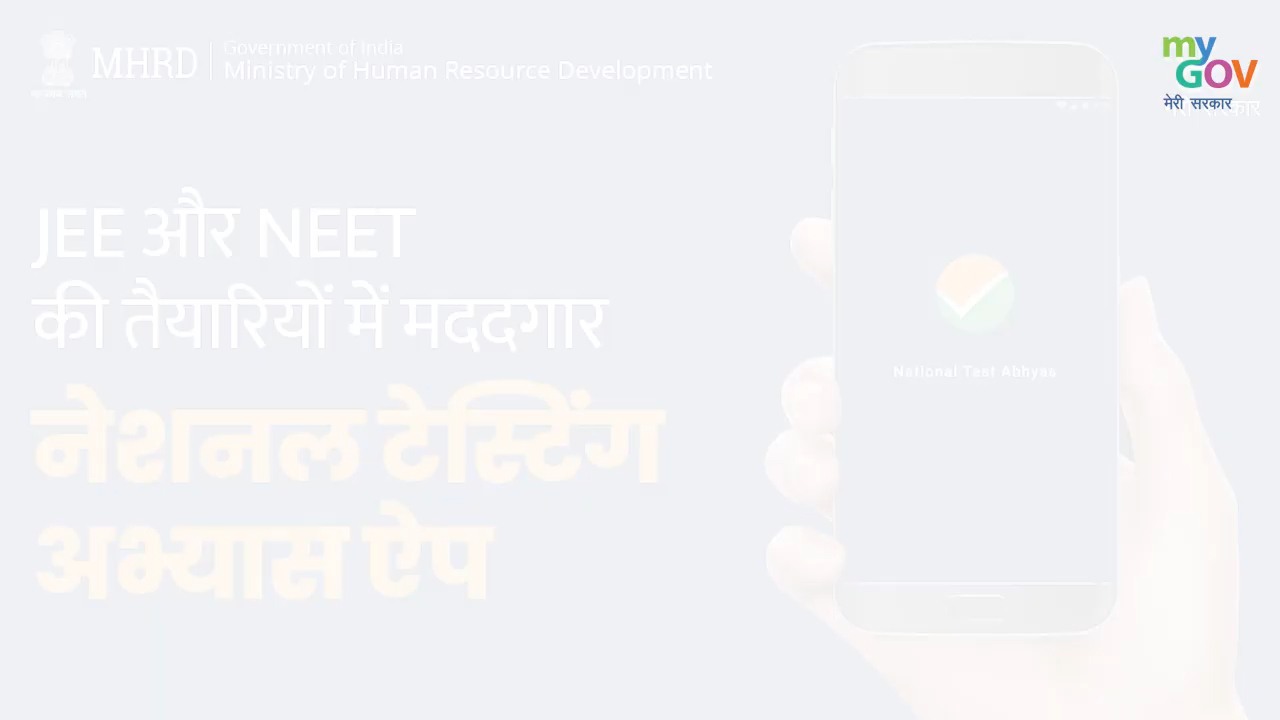 MHRD
Government of India
Ministry of Human Resource Development
my
GOV
मेरी सरकार
JEE और NEET
की तैयारियों में मददगार
नेशनल टेस्टिंग
अभ्यास ऐप
National Test Abhyas